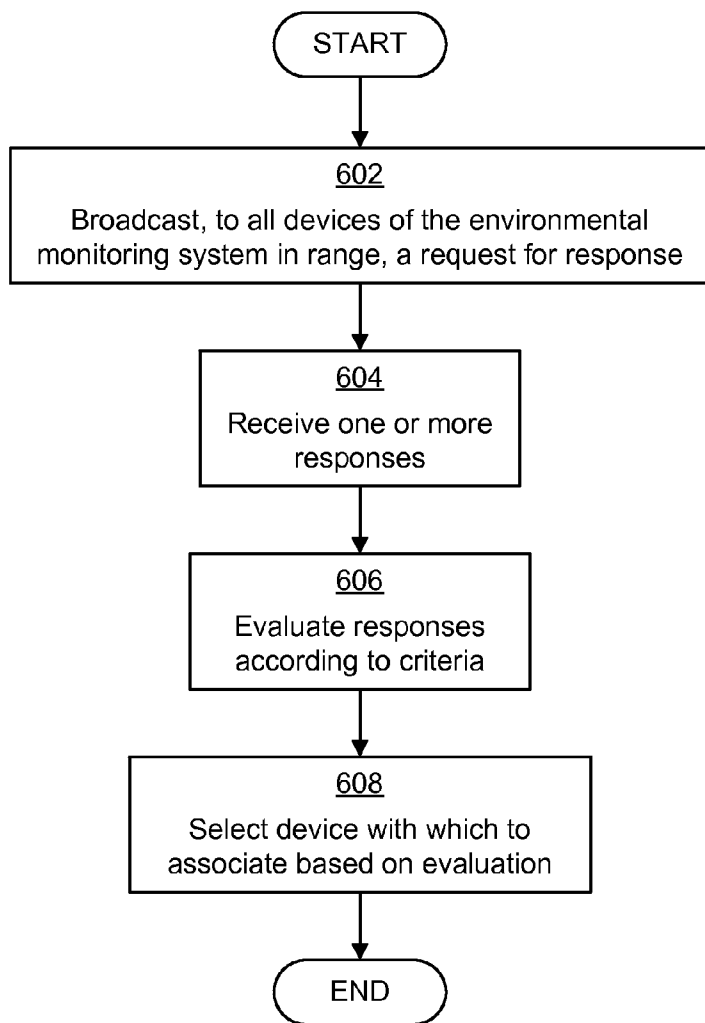 START
602
Broadcast, to all devices of the environmental
monitoring system in range, a request for response
604
Receive one or more
responses
606
Evaluate responses
according to criteria
608
Select device with which to
associate based on evaluation
END